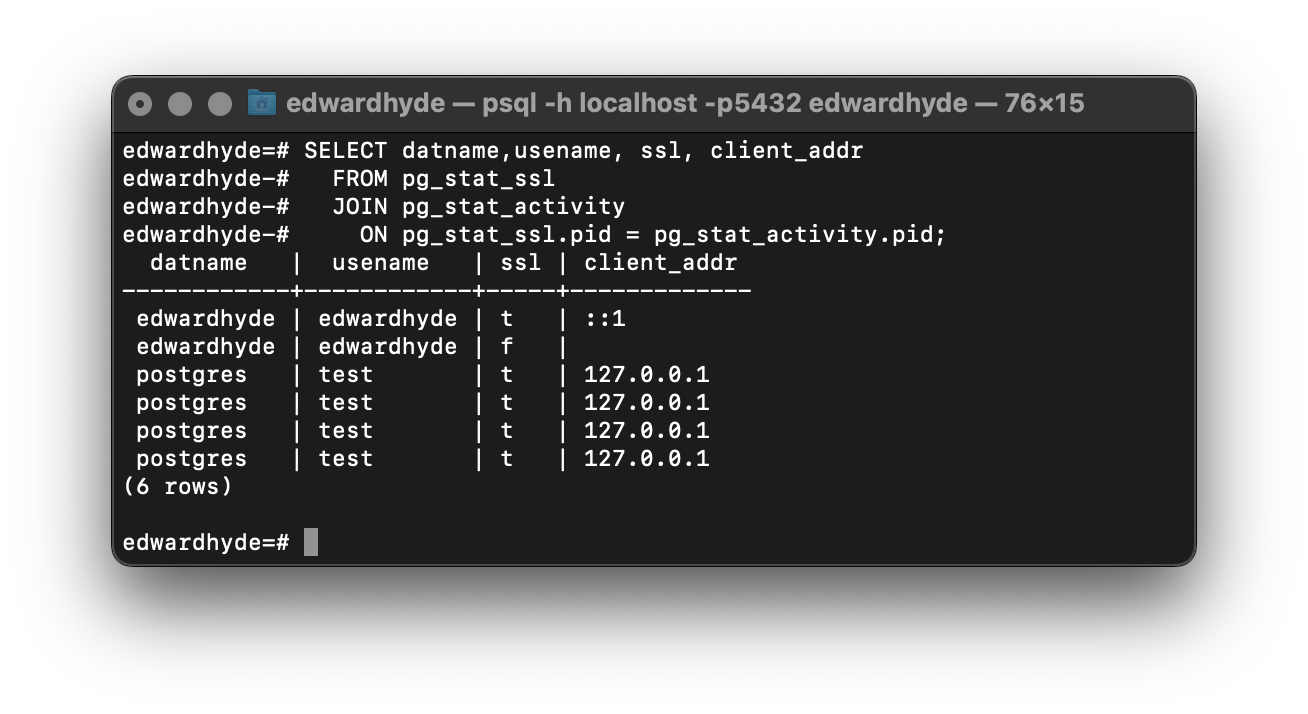 edwardhyde — psql -h localhost -p5432 edwardhyde — 76×15
edwardhyde=# SELECT datname,usename, ssl, client_addr
edwardhyde-#   FROM pg_stat_ssl
edwardhyde-#   JOIN pg_stat_activity
edwardhyde-#     ON pg_stat_ssl.pid = pg_stat_activity.pid;
  datname   |  usename   | ssl | client_addr
------------+------------+-----+-------------
 edwardhyde | edwardhyde | t   | ::1
 edwardhyde | edwardhyde | f   |
 postgres   | test       | t   | 127.0.0.1
 postgres   | test       | t   | 127.0.0.1
 postgres   | test       | t   | 127.0.0.1
 postgres   | test       | t   | 127.0.0.1
(6 rows)
edwardhyde=#